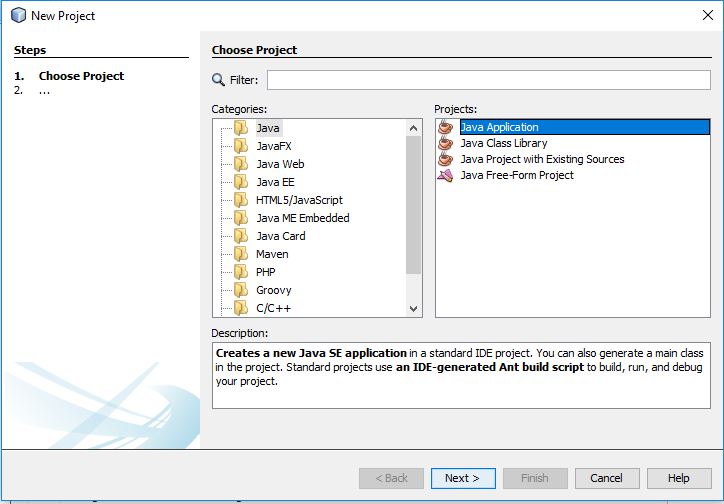 New Project
Steps
1. Choose Project
2. ...
Choose Project
Filter:
Categories:
Java
JavaFX
Java Web
Java EE
HTML5/JavaScript
Java ME Embedded
Java Card
Maven
PHP
Groovy
C/C++
Projects:
Java Application
Java Class Library
Java Project with Existing Sources
Java Free-Form Project
Description:
Creates a new Java SE application in a standard IDE project. You can also generate a main class
in the project. Standard projects use an IDE-generated Ant build script to build, run, and debug
your project.
< Back
Next >
Finish
Cancel
Help